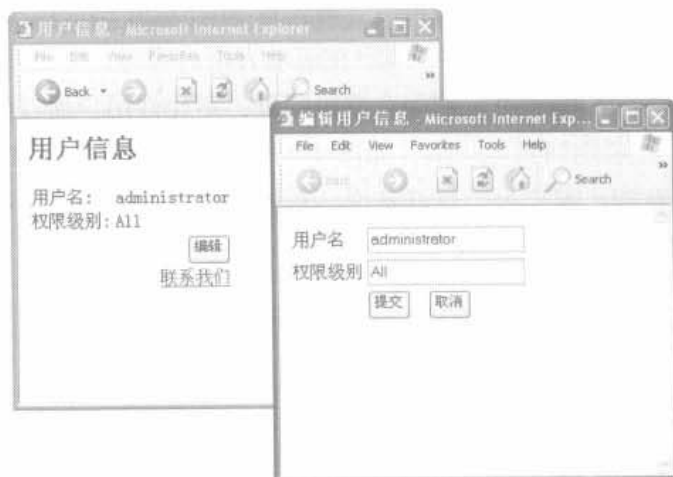 用户信息 - Microsoft Internet Explorer
File Edit View Favorites Tools Help
Back Search
用户信息
用户名: administrator
权限级别: All
编辑
联系我们
编辑用户信息 - Microsoft Internet Exp...
File Edit View Favorites Tools Help
Back Search
用户名 administrator
权限级别 All
提交 取消